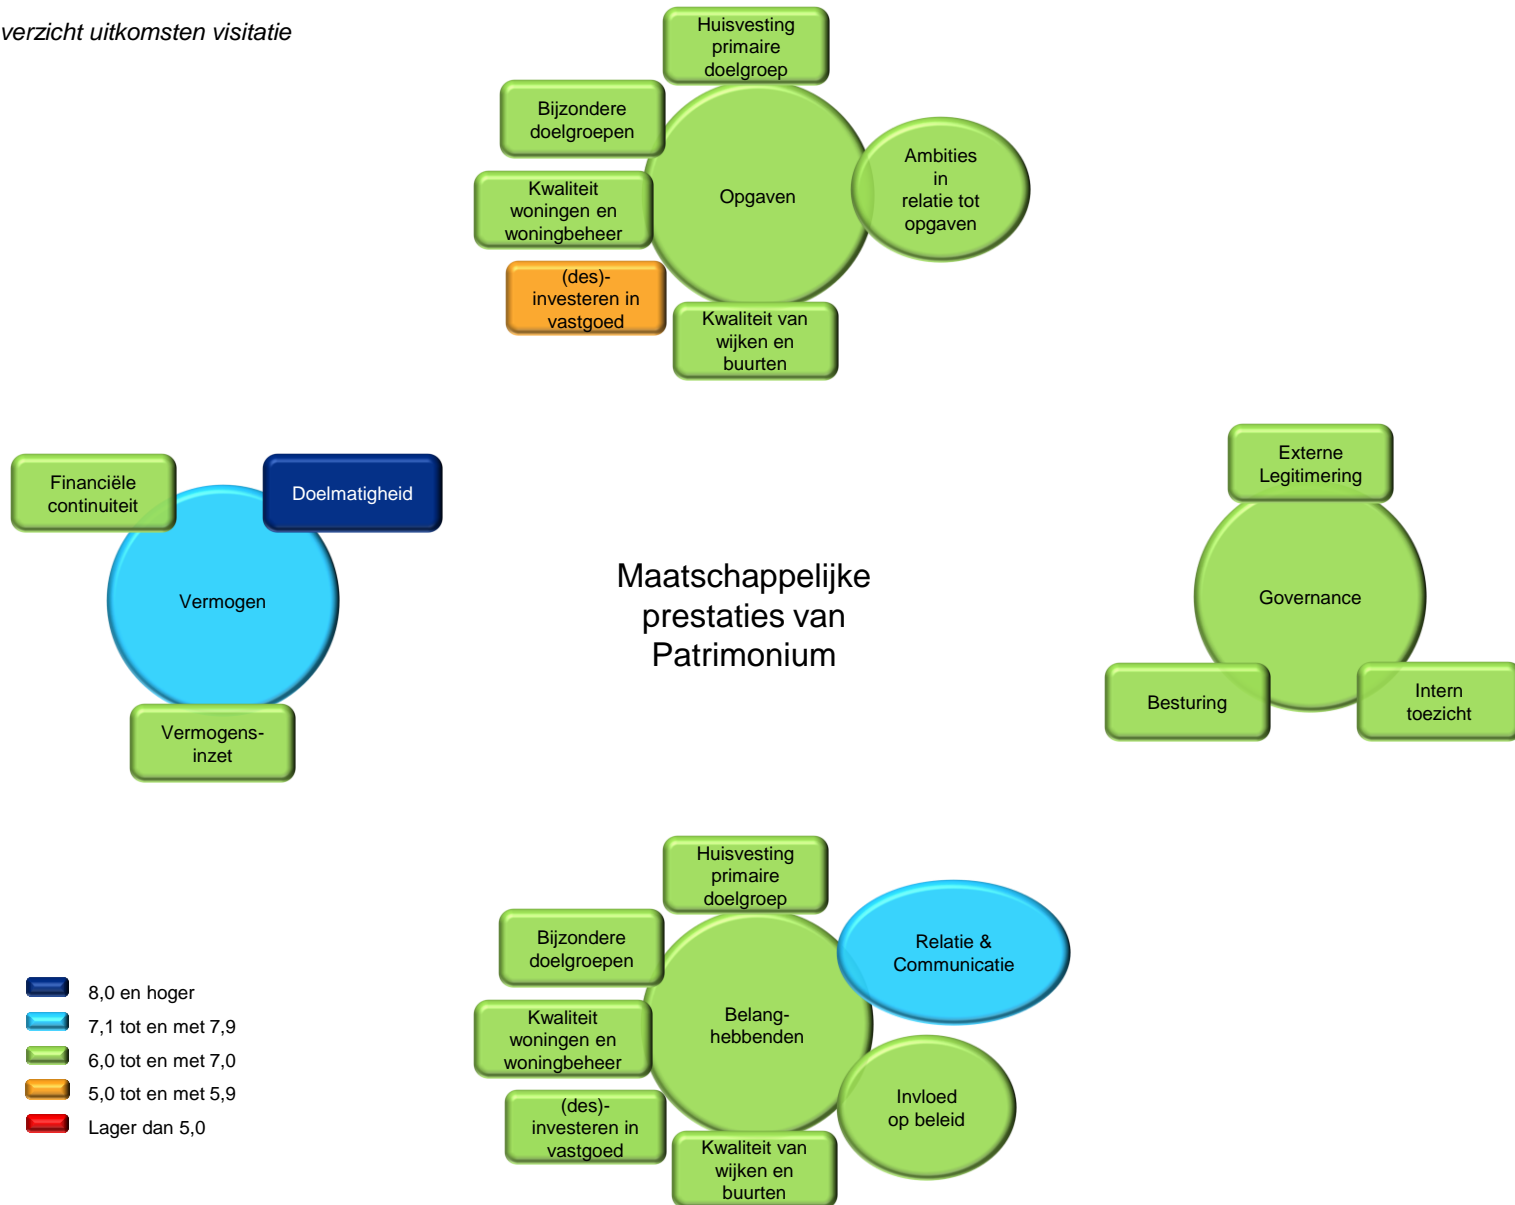 verzicht uitkomsten visitatie
Huisvesting
primaire
doelgroep
Bijzondere
doelgroepen
Kwaliteit
woningen en
woningbeheer
(des)-
investeren in
vastgoed
Kwaliteit van
wijken en
buurten
Opgaven
Ambities
in
relatie tot
opgaven
Financiële
continuiteit
Doelmatigheid
Vermogen
Vermogens-
inzet
Maatschappelijke
prestaties van
Patrimonium
Externe
Legitimering
Governance
Besturing
Intern
toezicht
Huisvesting
primaire
doelgroep
Bijzondere
doelgroepen
Kwaliteit
woningen en
woningbeheer
(des)-
investeren in
vastgoed
Kwaliteit van
wijken en
buurten
Belang-
hebbenden
Relatie &
Communicatie
Invloed
op beleid
8,0 en hoger
7,1 tot en met 7,9
6,0 tot en met 7,0
5,0 tot en met 5,9
Lager dan 5,0